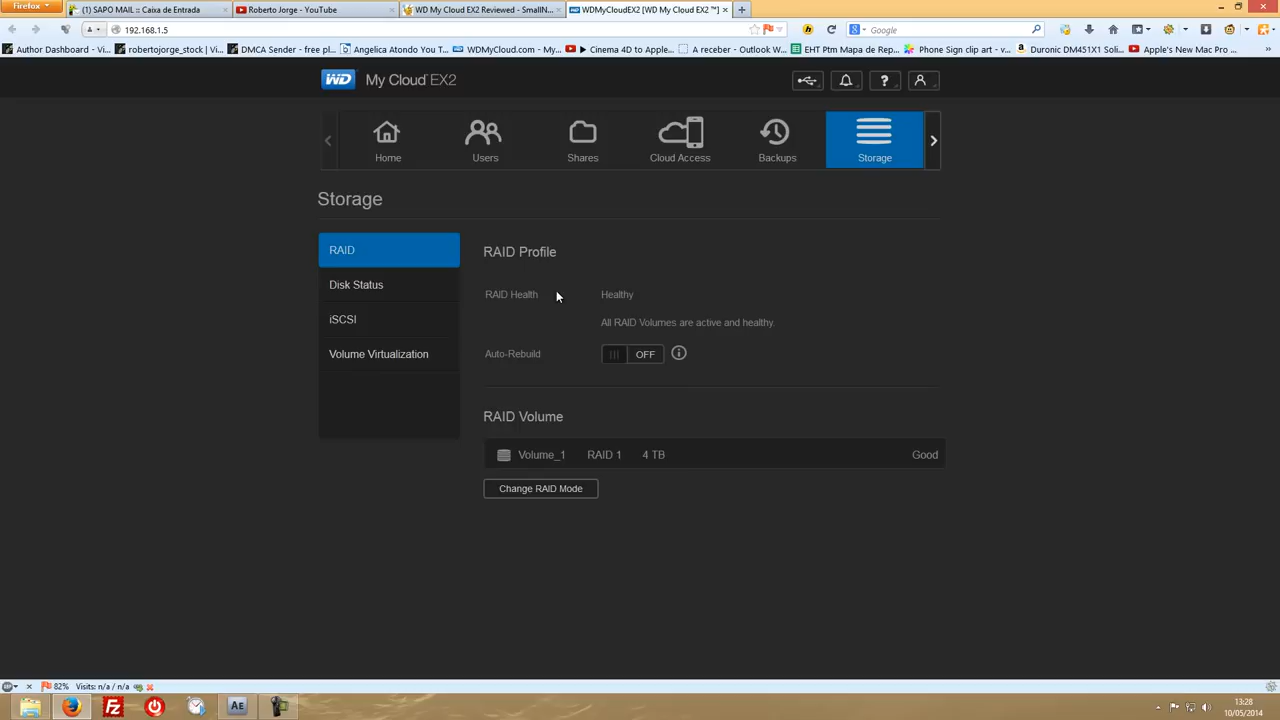 Firefox
(1) SAPO MAIL :: Caixa de Entrada
Roberto Jorge - YouTube
WD My Cloud EX2 Reviewed - SmallN...
WDMyCloudEX2 [WD My Cloud EX2 ™]
192.168.1.5
Google
Author Dashboard - Vi...
DMCA Sender - free pl...
Angelica Atondo You T...
WDMyCloud.com - My...
Cinema 4D to Apple...
A receber - Outlook W...
EHT Ptm Mapa de Rep...
Phone Sign clip art - v...
Duronic DM451X1 Soli...
Apple's New Mac Pro ...
WD My Cloud EX2
?
Home
Users
Shares
Cloud Access
Backups
Storage
Storage
RAID
Disk Status
iSCSI
Volume Virtualization
RAID Profile
RAID Health Healthy
All RAID Volumes are active and healthy.
Auto-Rebuild OFF
RAID Volume
Volume_1 RAID 1 4 TB Good
Change RAID Mode
82% Visits: n/a / n/a
Fz
AE
13:28
10/05/2014